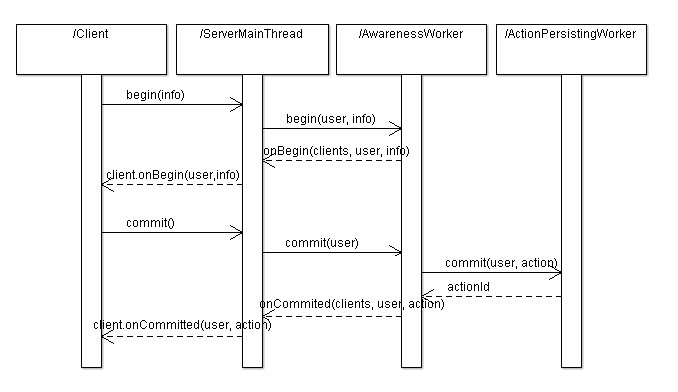 /Client
/ServerMainThread
/AwarenessWorker
/ActionPersistingWorker
begin(info)
begin(user, info)
onBegin(clients, user, info)
client.onBegin(user,info)
commit()
commit(user)
commit(user, action)
actionId
onCommited(clients, user, action)
client.onCommitted(user, action)